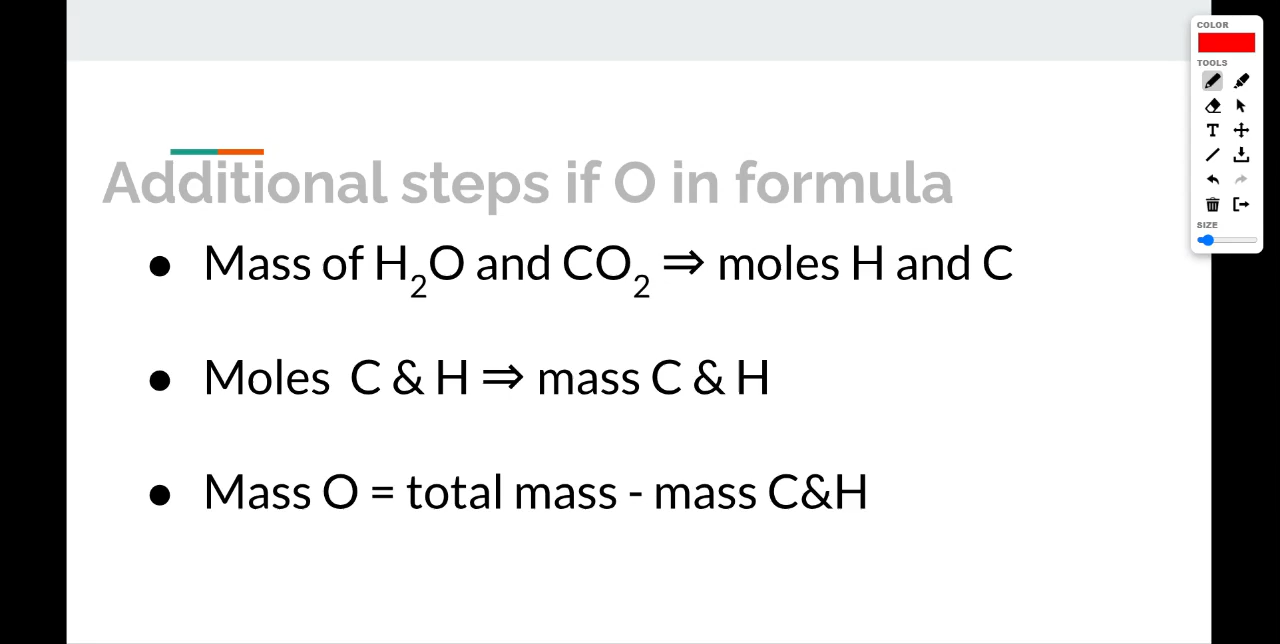 Additional steps if O in formula
● Mass of H₂O and CO₂ ⇒ moles H and C
● Moles C & H ⇒ mass C & H
● Mass O = total mass - mass C&H
COLOR
TOOLS
T
SIZE